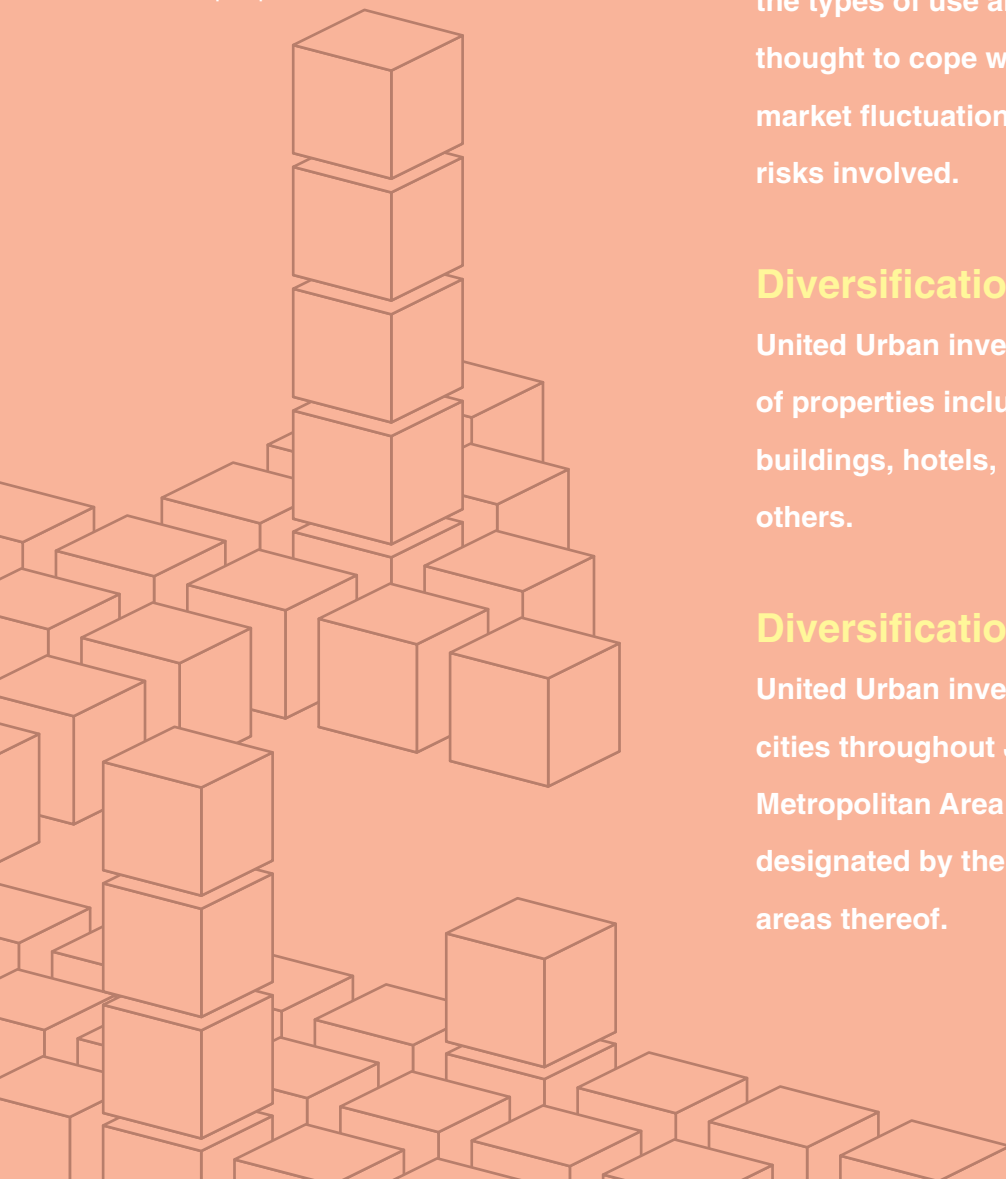 the types of use a
thought to cope w
market fluctuation
risks involved.
Diversificatio
United Urban inve
of properties inclu
buildings, hotels,
others.
Diversificatio
United Urban inve
cities throughout
Metropolitan Area
designated by the
areas thereof.